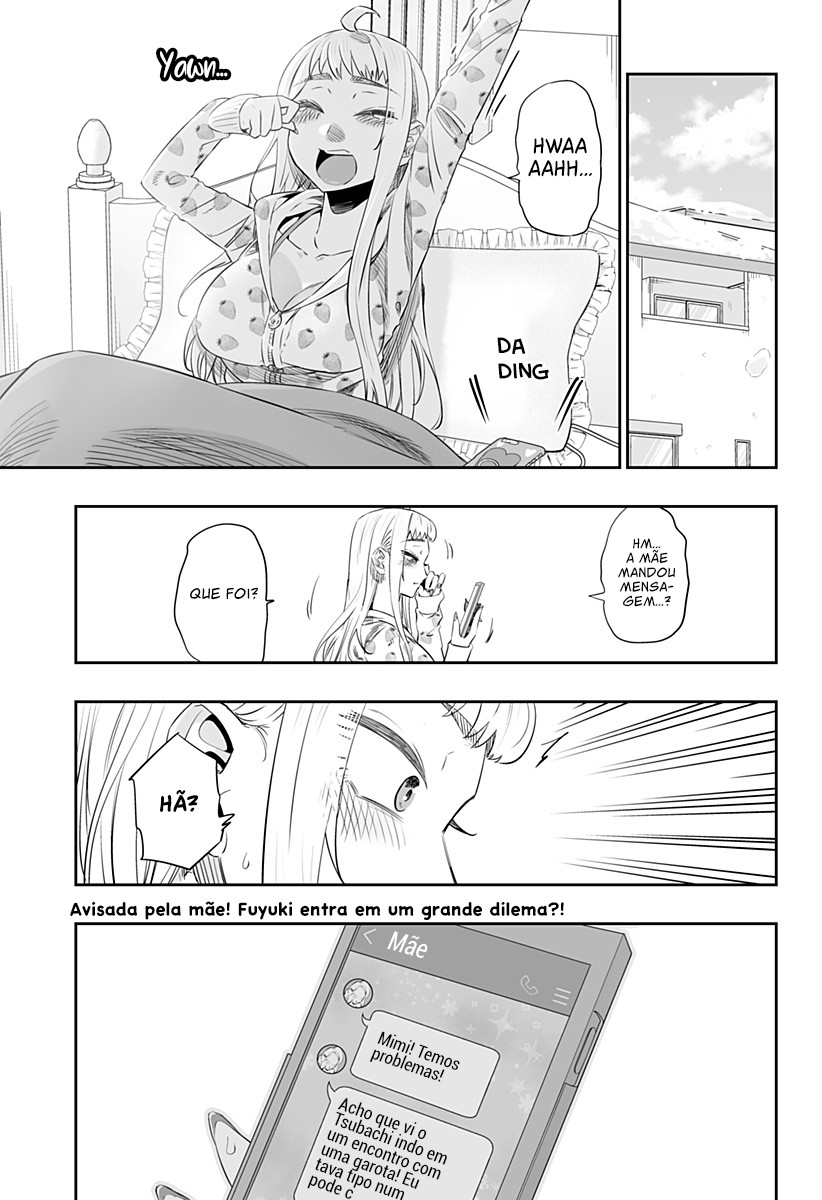 Yawn...
HWAA
AAHH...
DA
DING
HM...
A MÃE
MANDOU
MENSA-
GEM...?
QUE FOI?
HÃ?
Avisada pela mãe! Fuyuki entra em um grande dilema?!
Mãe
Mimi! Temos
problemas!
Acho que vi o
Tsubachi indo em
um encontro com
uma garota! Eu
tava tipo num
pode c